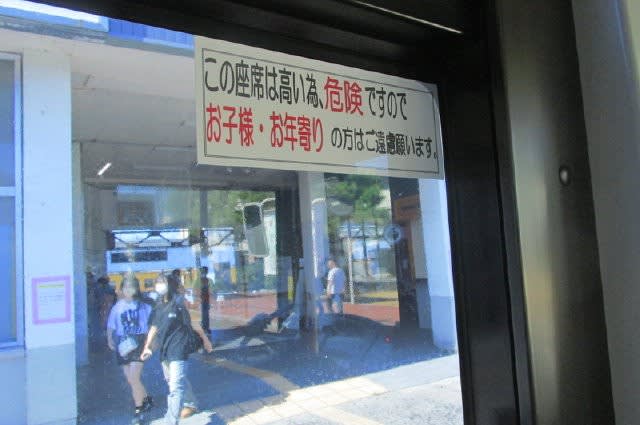 この座席は高い為、危険ですので
お子様・お年寄りの方はご遠慮願います。